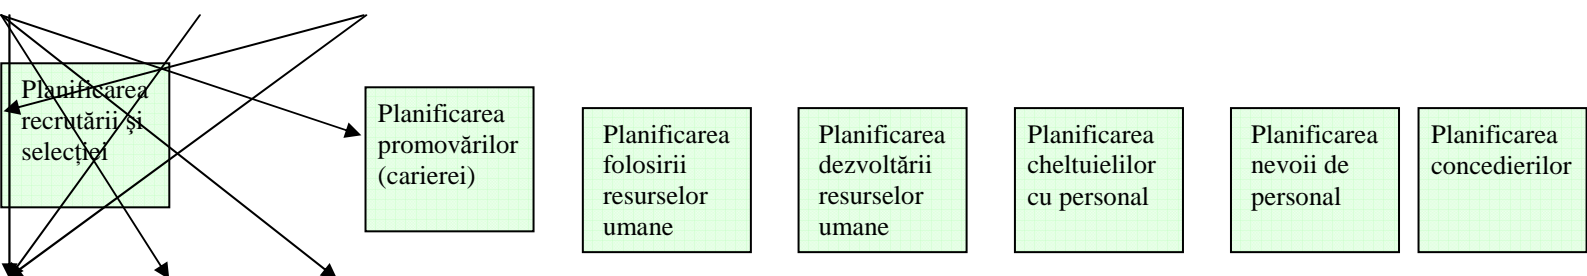 Planificarea
recrutării și
selecției
Planificarea
promovărilor
(carierei)
Planificarea
folosirii
resurselor
umane
Planificarea
dezvoltării
resurselor
umane
Planificarea
cheltuielilor
cu personal
Planificarea
nevoii de
personal
Planificarea
concedierilor